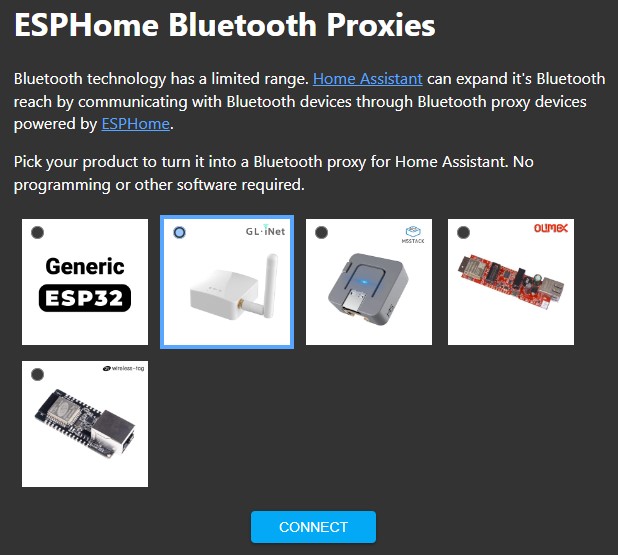 ESPHome Bluetooth Proxies
Bluetooth technology has a limited range. Home Assistant can expand it's Bluetooth
reach by communicating with Bluetooth devices through Bluetooth proxy devices
powered by ESPHome.
Pick your product to turn it into a Bluetooth proxy for Home Assistant. No
programming or other software required.
Generic
ESP32
GL·iNet
M5STACK
OLIMEX
wireless-tag
CONNECT